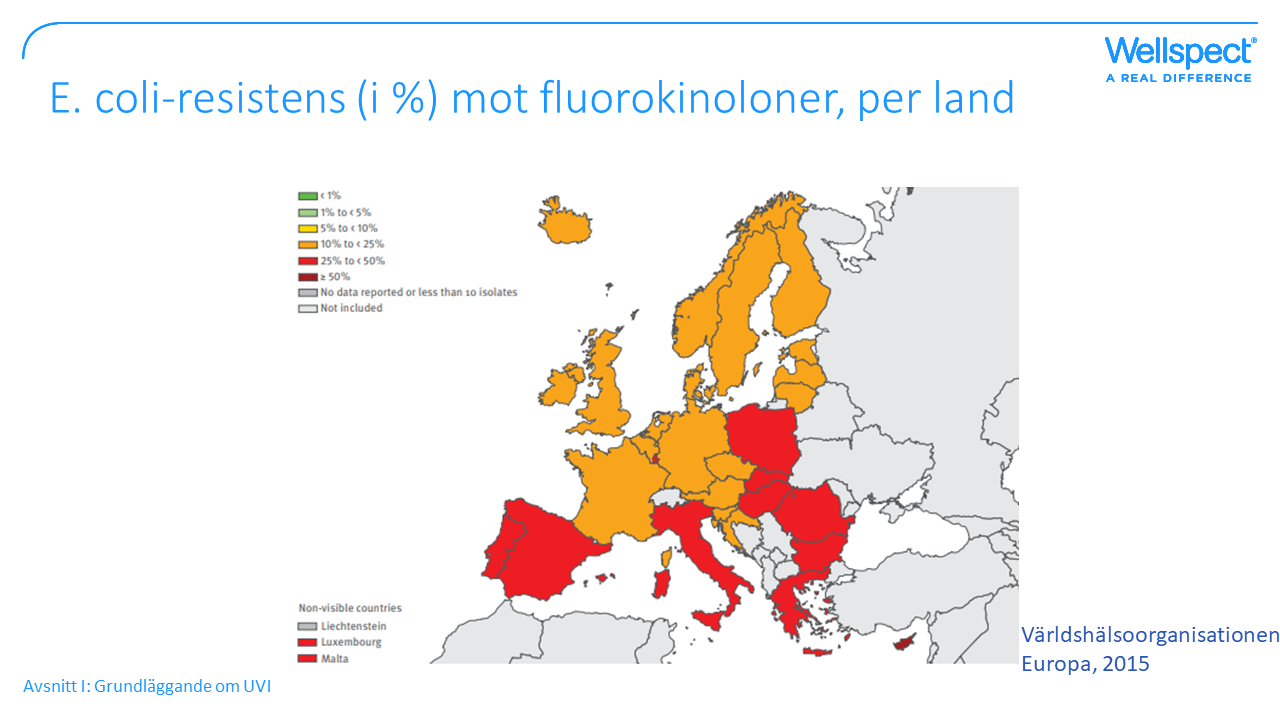 Wellspect®
A REAL DIFFERENCE
E. coli-resistens (i %) mot fluorokinoloner, per land
< 1%
1% to < 5%
5% to < 10%
10% to < 25%
25% to < 50%
≥ 50%
No data reported or less than 10 isolates
Not included
Non-visible countries
Liechtenstein
Luxembourg
Malta
Världshälsoorganisationen
Europa, 2015
Avsnitt I: Grundläggande om UVI